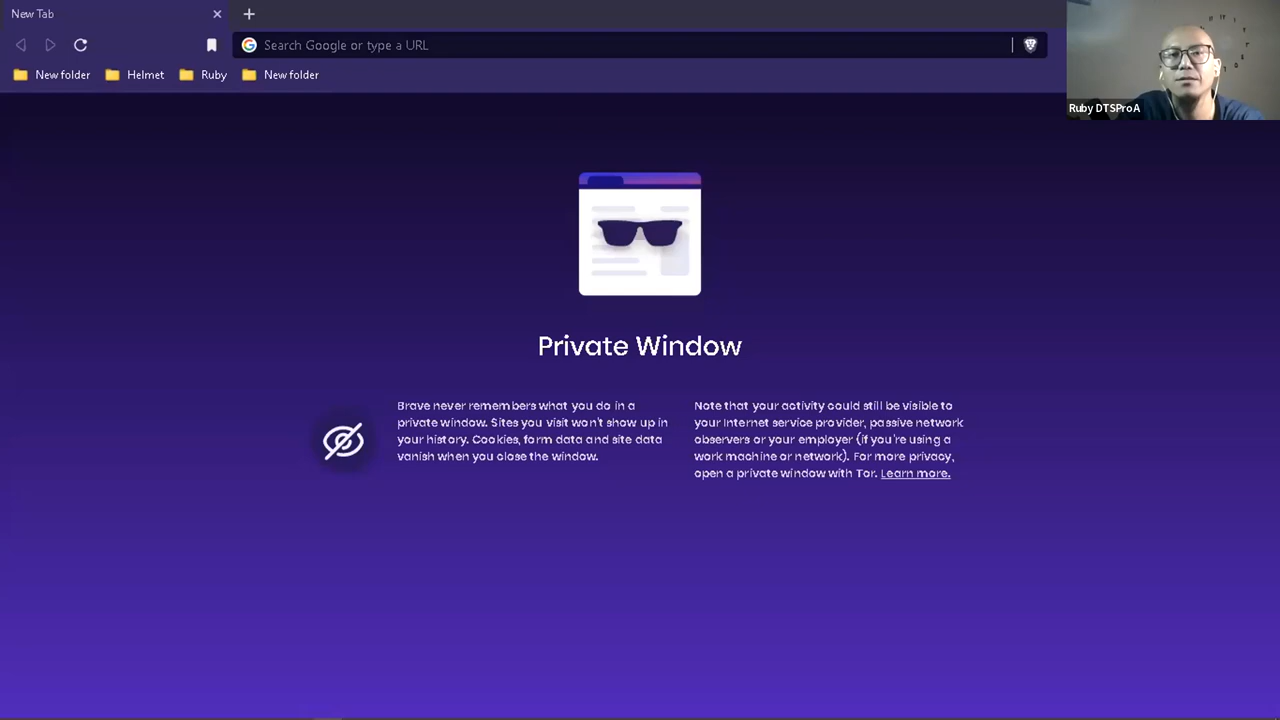 New Tab
Search Google or type a URL
New folder
Helmet
Ruby
New folder
Ruby DTSPro A
Private Window
Brave never remembers what you do in a
private window. Sites you visit won't show up in
your history. Cookies, form data and site data
vanish when you close the window.
Note that your activity could still be visible to
your Internet service provider, passive network
observers or your employer (if you're using a
work machine or network). For more privacy,
open a private window with Tor. Learn more.